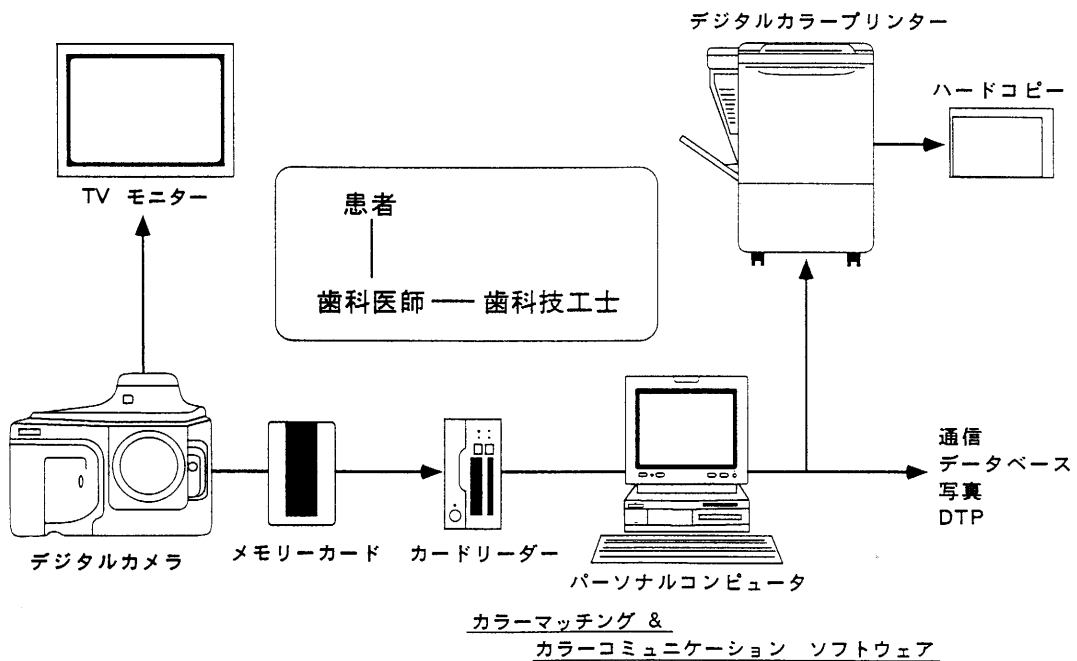 デジタルカラープリンター
ハードコピー
TV モニター
患者
歯科医師 歯科技工士
通信
データベース
写真
DTP
デジタルカメラ
メモリーカード
カードリーダー
パーソナルコンピュータ
カラーマッチング &
カラーコミュニケーション ソフトウェア